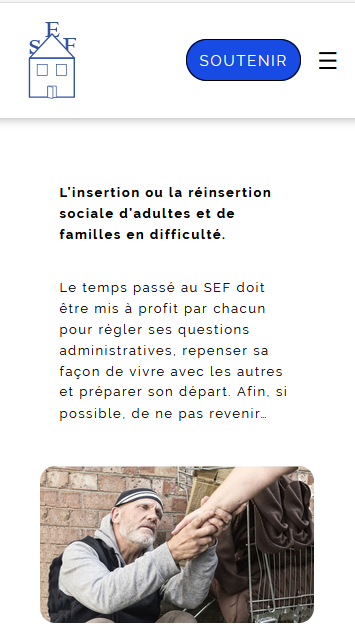 S E F
SOUTENIR
L'insertion ou la réinsertion
sociale d'adultes et de
familles en difficulté.
Le temps passé au SEF doit
être mis à profit par chacun
pour régler ses questions
administratives, repenser sa
façon de vivre avec les autres
et préparer son départ. Afin, si
possible, de ne pas revenir…